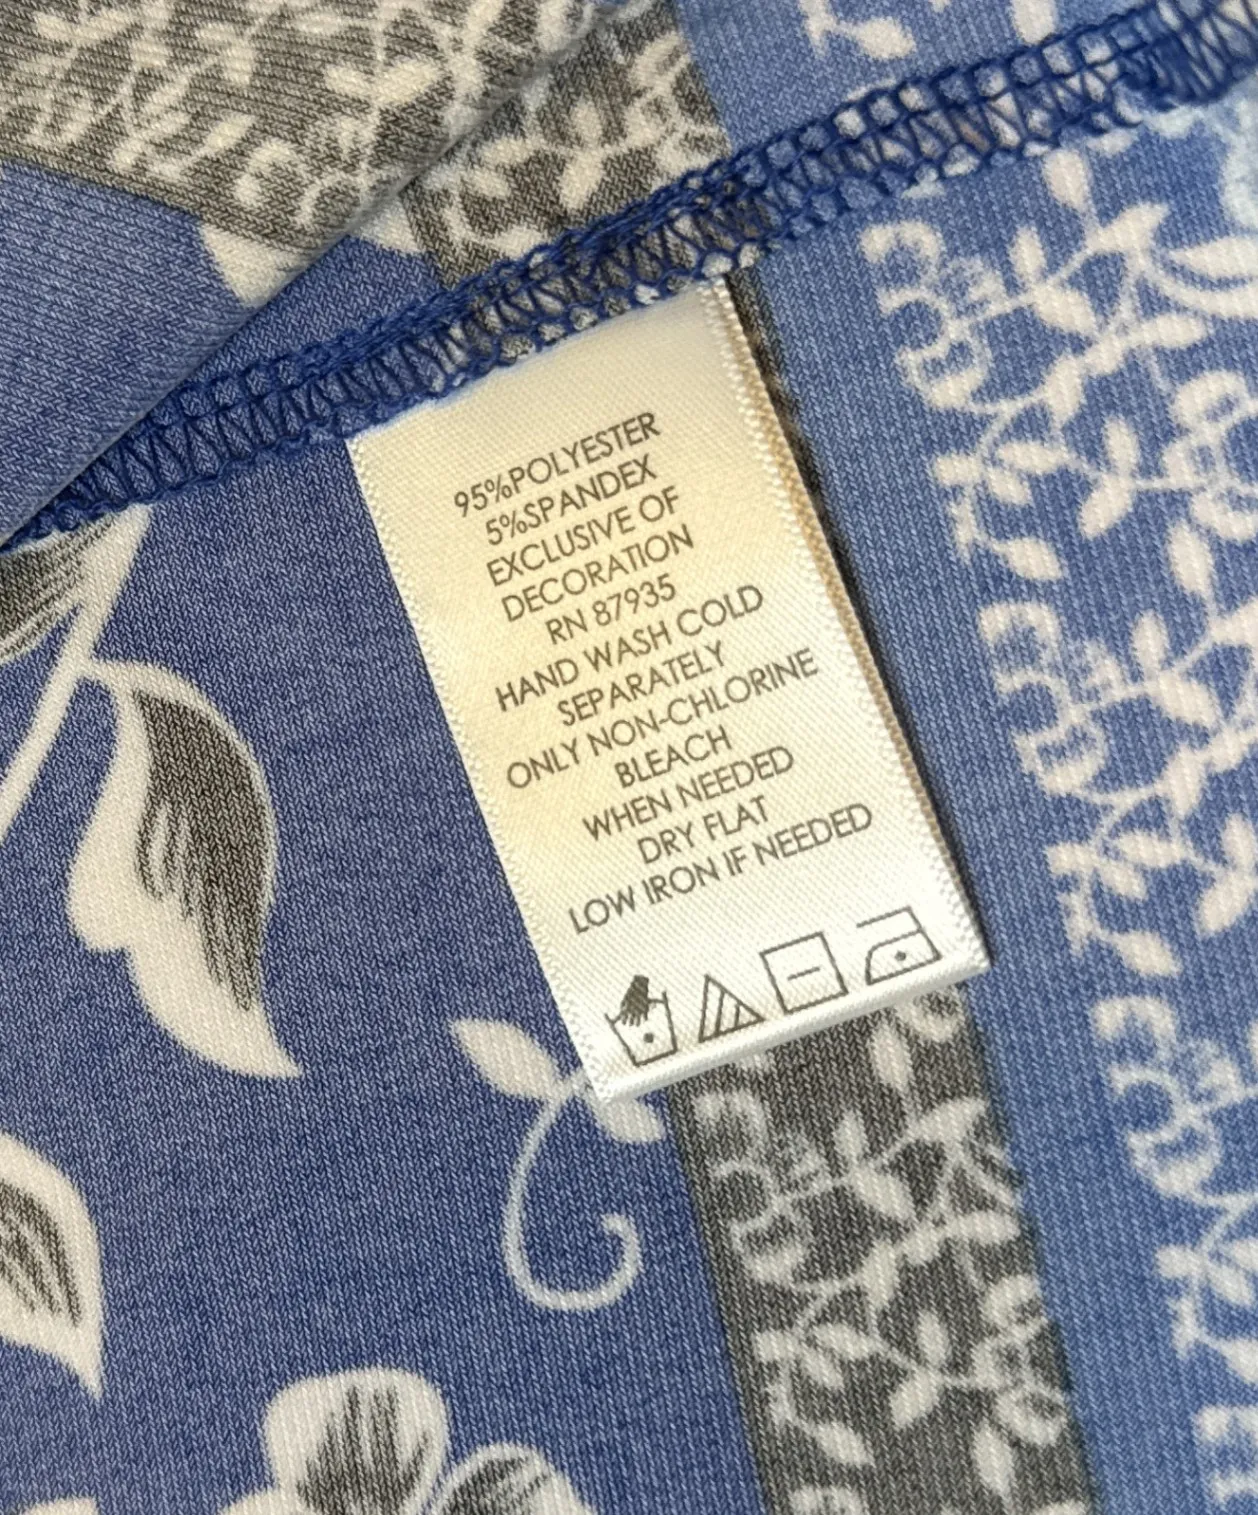 95%POLYESTER
5%SPANDEX
EXCLUSIVE OF
DECORATION
RN 87935
HAND WASH COLD
SEPARATELY
ONLY NON-CHLORINE
BLEACH
WHEN NEEDED
DRY FLAT
LOW IRON IF NEEDED